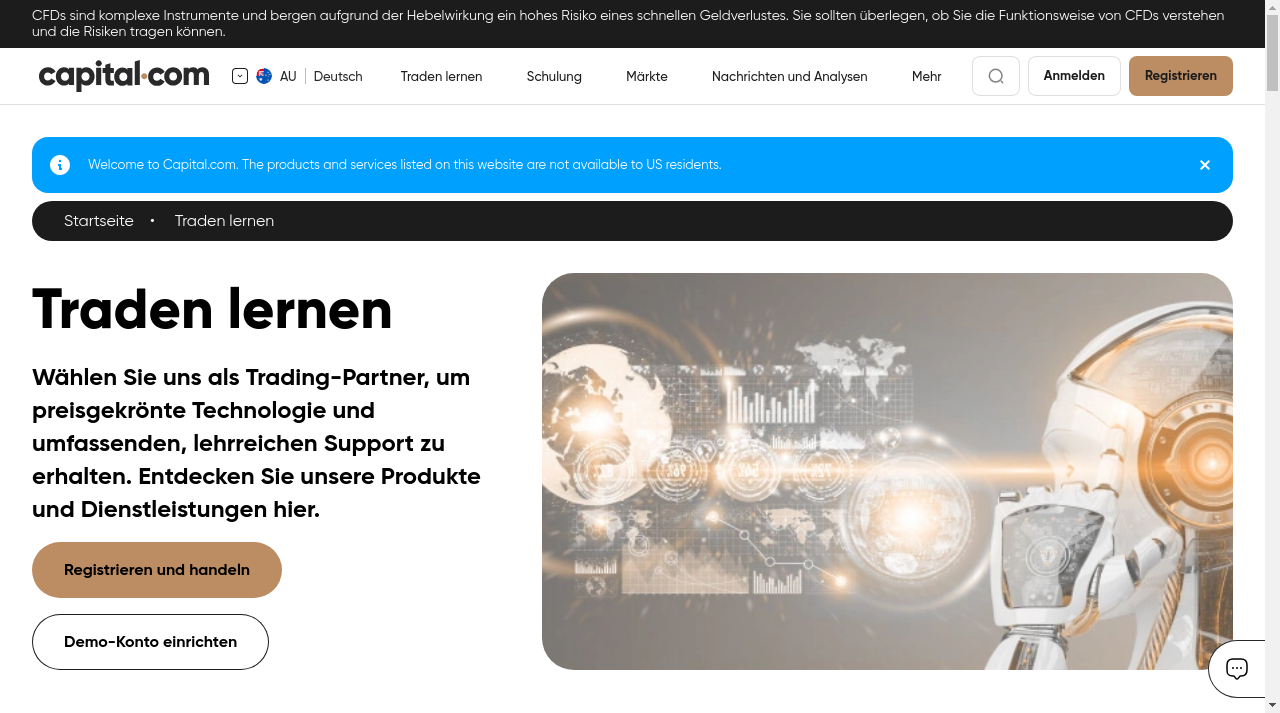 CFDs sind komplexe Instrumente und bergen aufgrund der Hebelwirkung ein hohes Risiko eines schnellen Geldverlustes. Sie sollten überlegen, ob Sie die Funktionsweise von CFDs verstehen
und die Risiken tragen können.
capital.com
AU
Deutsch
Traden lernen
Schulung
Märkte
Nachrichten und Analysen
Mehr
Anmelden
Registrieren
Welcome to Capital.com. The products and services listed on this website are not available to US residents.
Startseite • Traden lernen
Traden lernen
Wählen Sie uns als Trading-Partner, um
preisgekrönte Technologie und
umfassenden, lehrreichen Support zu
erhalten. Entdecken Sie unsere Produkte
und Dienstleistungen hier.
Registrieren und handeln
Demo-Konto einrichten